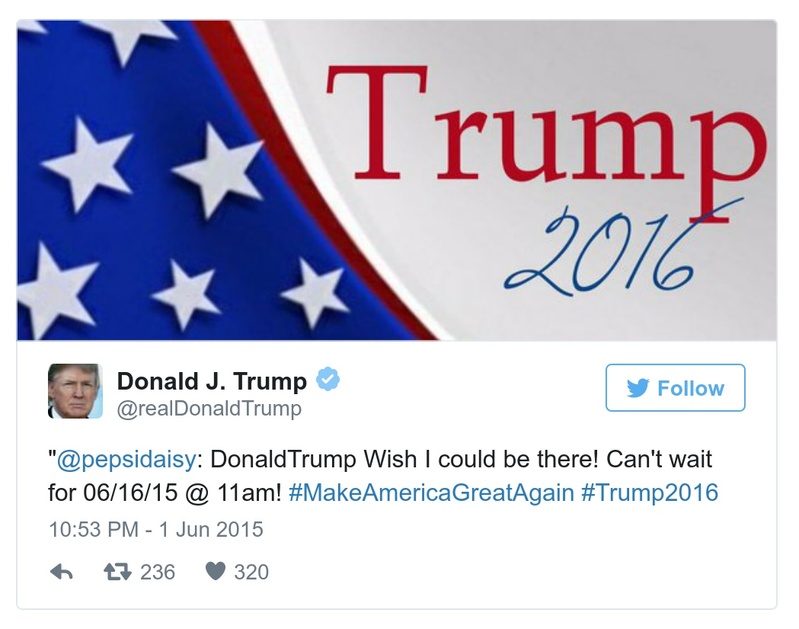 Trump
2016
Donald J. Trump
@realDonaldTrump
Follow
"@pepsidaisy: DonaldTrump Wish I could be there! Can't wait
for 06/16/15 @ 11am! #MakeAmericaGreatAgain #Trump2016
10:53 PM - 1 Jun 2015
236 320